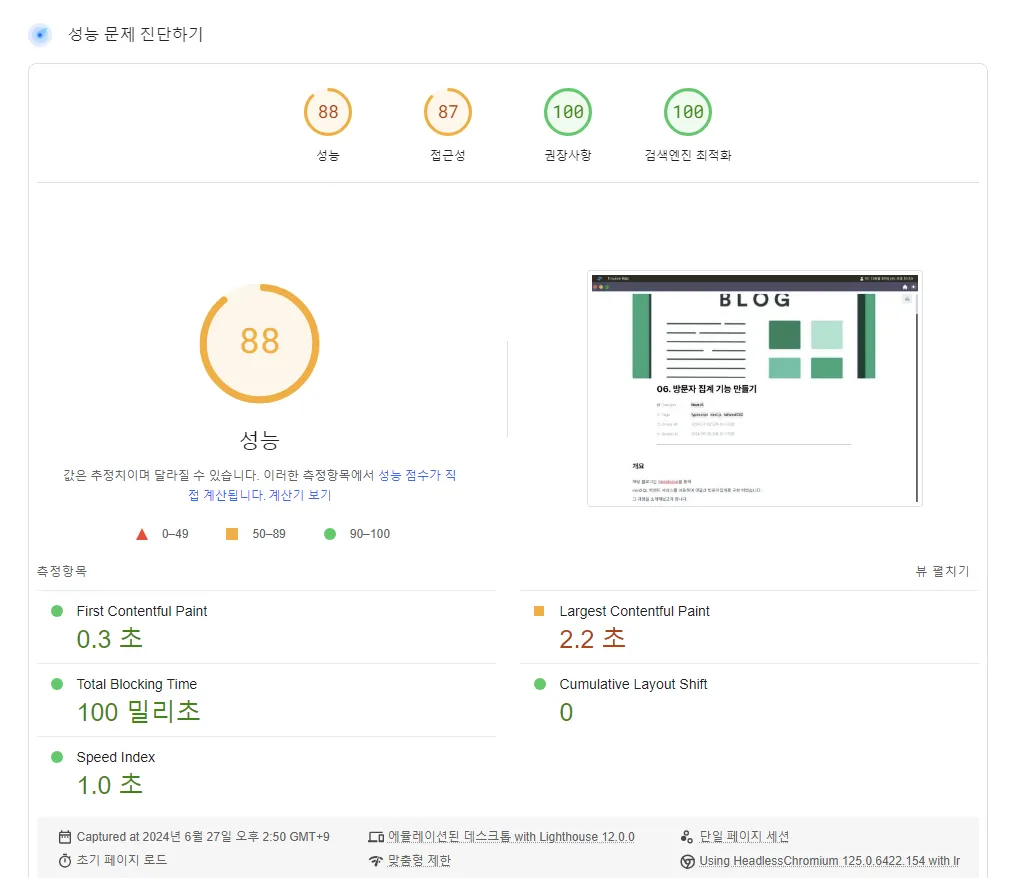 성능 문제 진단하기
88
87
100
100
성능
접근성
권장사항
검색엔진 최적화
88
성능
값은 추정치이며 달라질 수 있습니다. 이러한 측정항목에서 성능 점수가 직
접 계산됩니다. 계산기 보기
0–49
50–89
90–100
BLOG
06. 방문자 집계 기능 만들기
개요
측정항목
뷰 펼치기
First Contentful Paint
0.3 초
Largest Contentful Paint
2.2 초
Total Blocking Time
100 밀리초
Cumulative Layout Shift
0
Speed Index
1.0 초
Captured at 2024년 6월 27일 오후 2:50 GMT+9
에뮬레이션된 데스크톱 with Lighthouse 12.0.0
단일 페이지 세션
초기 페이지 로드
맞춤형 제한
Using HeadlessChromium 125.0.6422.154 with lr